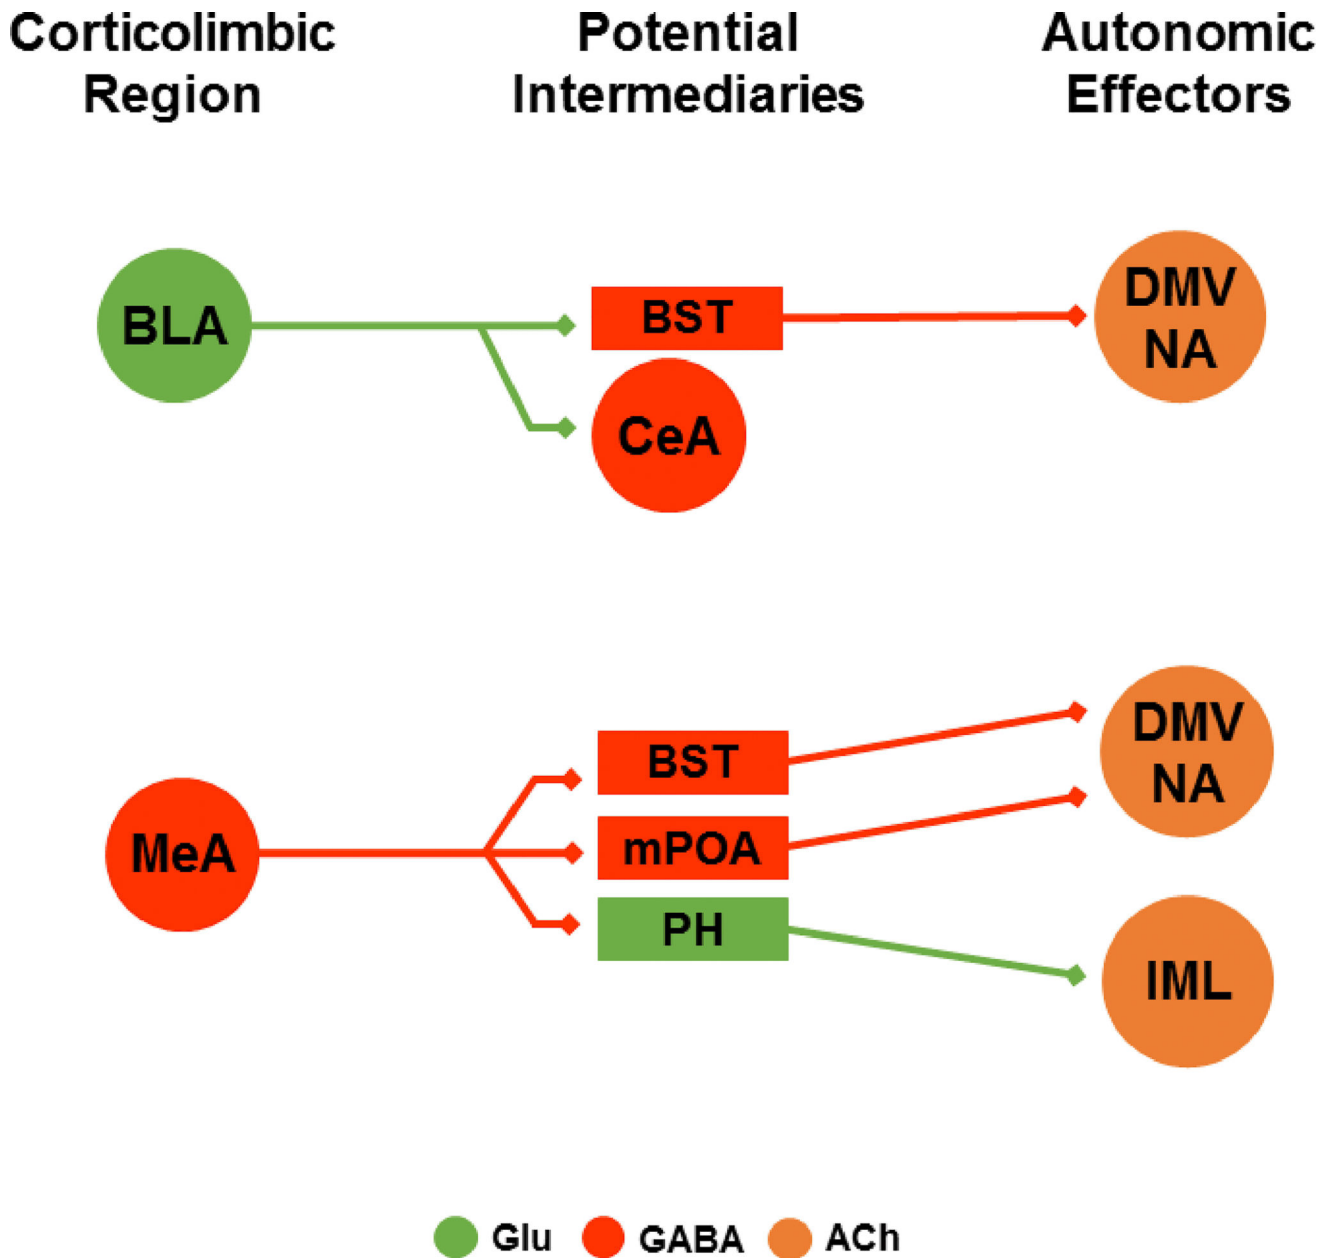 Corticolimbic
Region
Potential
Intermediaries
Autonomic
Effectors
BLA
BST
CeA
DMV
NA
MeA
BST
mPOA
PH
DMV
NA
IML
Glu
GABA
ACh